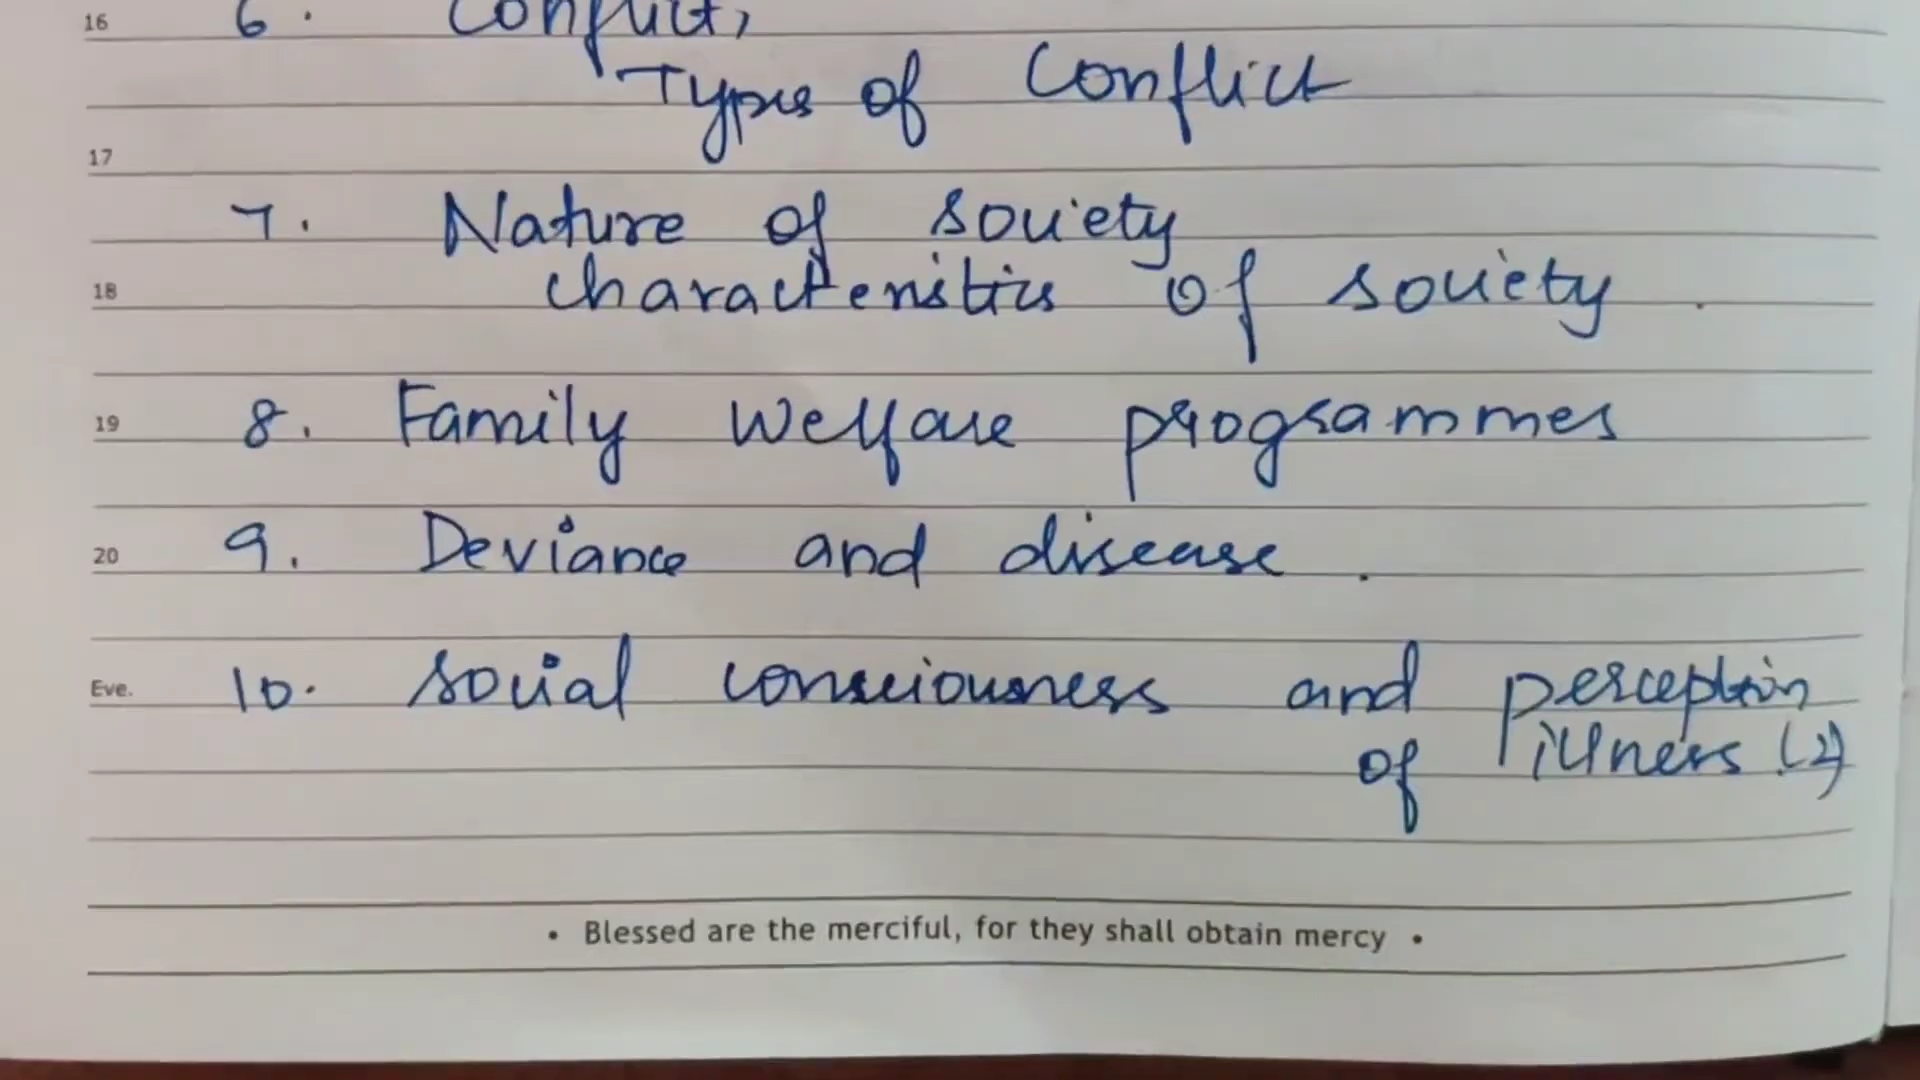 16 6. Conflict,
Types of Conflict
17
7. Nature of society
18 characteristics of society.
19 8. Family welfare programmes
20 9. Deviance and disease.
Eve. 10. social consciousness and perception
of illness (2)
• Blessed are the merciful, for they shall obtain mercy •